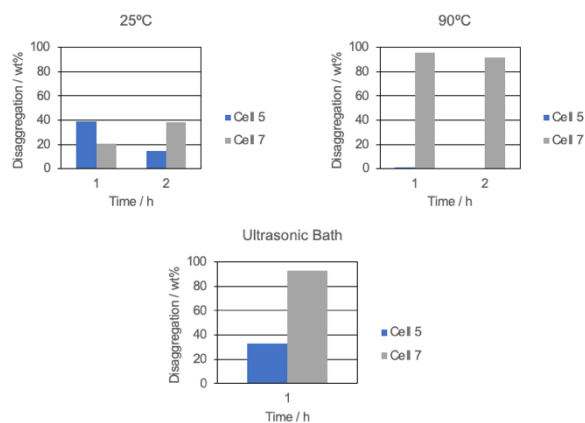 25ºC
Disaggregation / wt%
100
80
60
40
20
0
1 2
Time / h
Cell 5
Cell 7
90ºC
Disaggregation / wt%
100
80
60
40
20
0
1 2
Time / h
Cell 5
Cell 7
Ultrasonic Bath
Disaggregation / wt%
100
80
60
40
20
0
1
Time / h
Cell 5
Cell 7